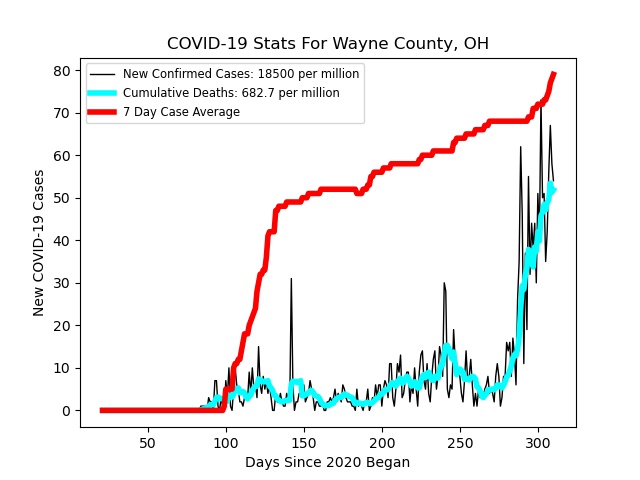 COVID-19 Stats For Wayne County, OH
New Confirmed Cases: 18500 per million
Cumulative Deaths: 682.7 per million
7 Day Case Average
New COVID-19 Cases
80
70
60
50
40
30
20
10
0
50 100 150 200 250 300
Days Since 2020 Began